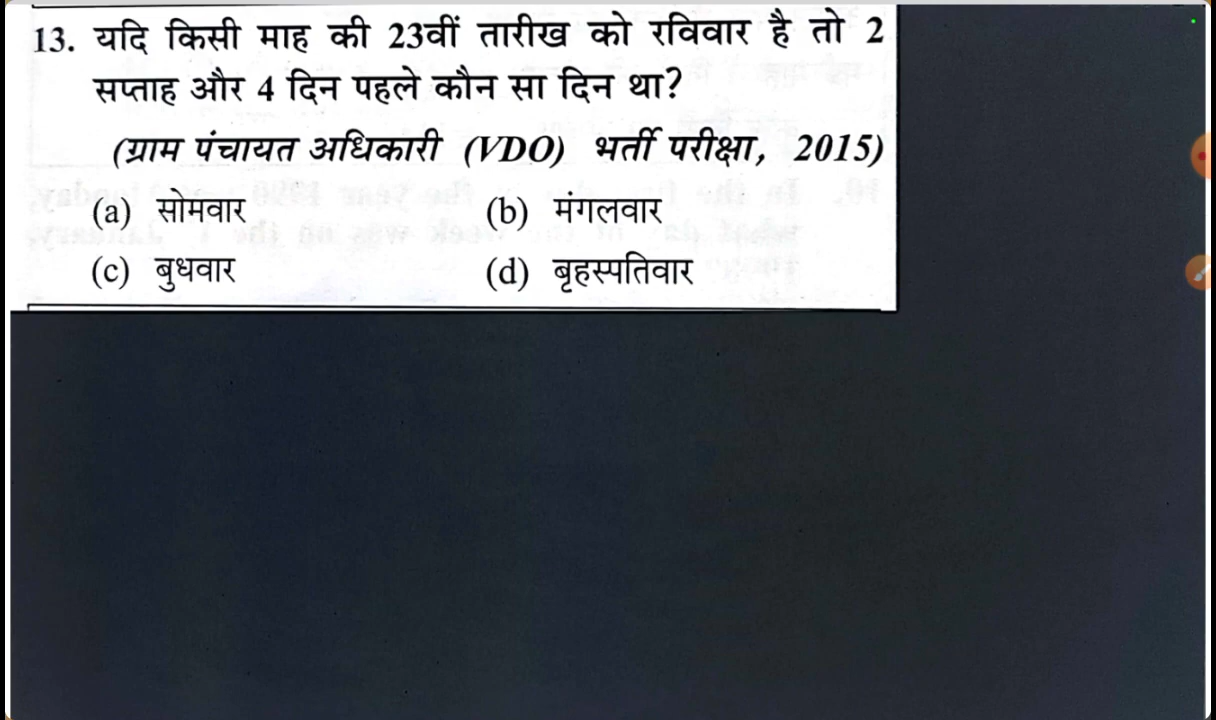 13. यदि किसी माह की 23वीं तारीख को रविवार है तो 2
सप्ताह और 4 दिन पहले कौन सा दिन था?
(ग्राम पंचायत अधिकारी (VDO) भर्ती परीक्षा, 2015)
(a) सोमवार (b) मंगलवार
(c) बुधवार (d) बृहस्पतिवार